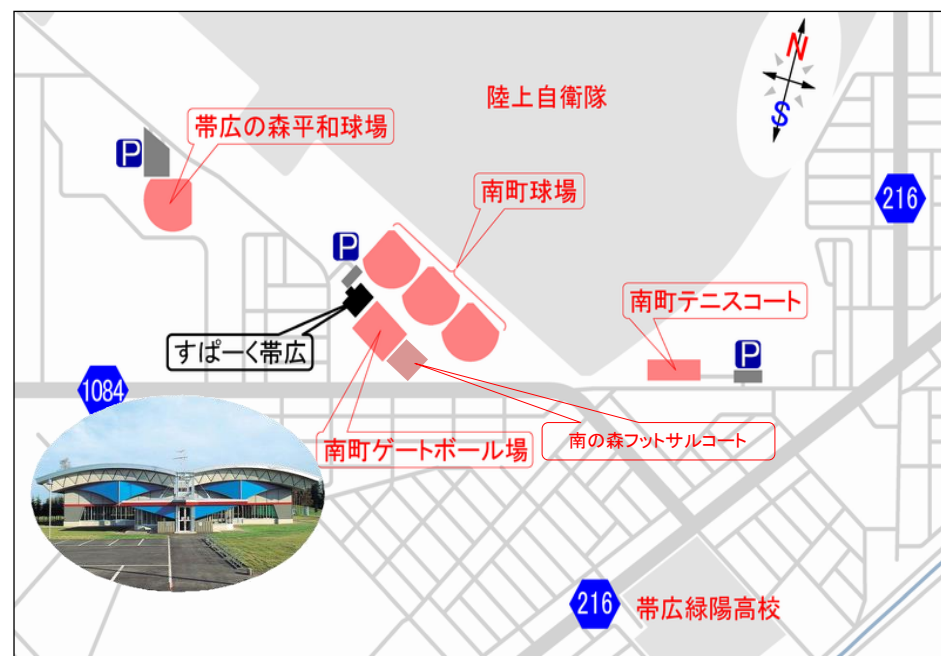 陸上自衛隊
N
S
帯広の森平和球場
P
南町球場
216
P
南町テニスコート
すぱーく帯広
P
1084
南町ゲートボール場
南の森フットサルコート
216
帯広緑陽高校